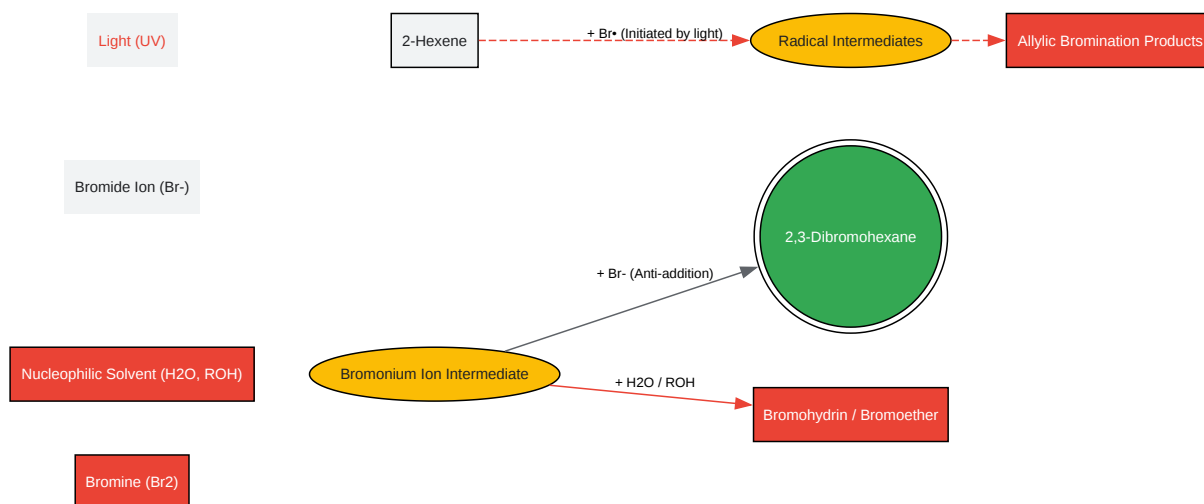 Light (UV)
2-Hexene
+ Br• (Initiated by light)
Radical Intermediates
Allylic Bromination Products
Bromide Ion (Br-)
2,3-Dibromohexane
+ Br- (Anti-addition)
Nucleophilic Solvent (H2O, ROH)
Bromonium Ion Intermediate
+ H2O / ROH
Bromohydrin / Bromoether
Bromine (Br2)